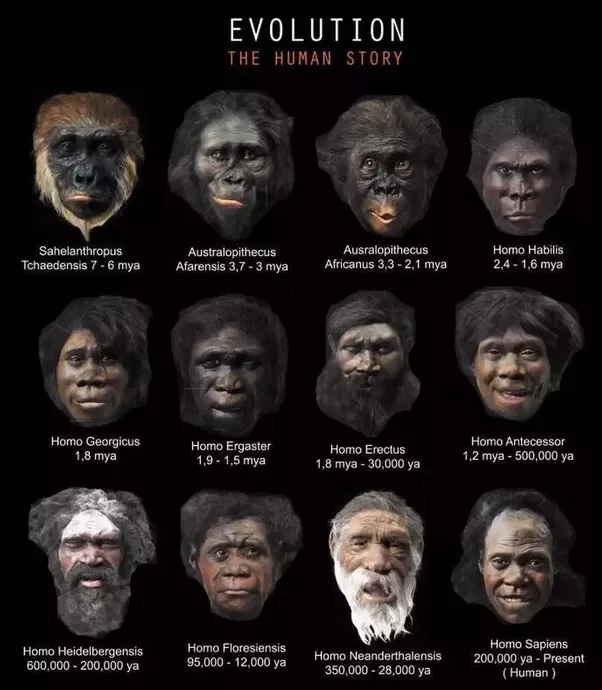 EVOLUTION
THE HUMAN STORY
Sahelanthropus
Tchaedensis 7 - 6 mya
Australopithecus
Afarensis 3,7 - 3 mya
Ausralopithecus
Africanus 3,3 - 2,1 mya
Homo Habilis
2,4 - 1,6 mya
Homo Georgicus
1,8 mya
Homo Ergaster
1,9 - 1,5 mya
Homo Erectus
1,8 mya - 30,000 ya
Homo Antecessor
1,2 mya - 500,000 ya
Homo Heidelbergensis
600,000 - 200,000 ya
Homo Floresiensis
95,000 - 12,000 ya
Homo Neanderthalensis
350,000 - 28,000 ya
Homo Sapiens
200,000 ya - Present
( Human )